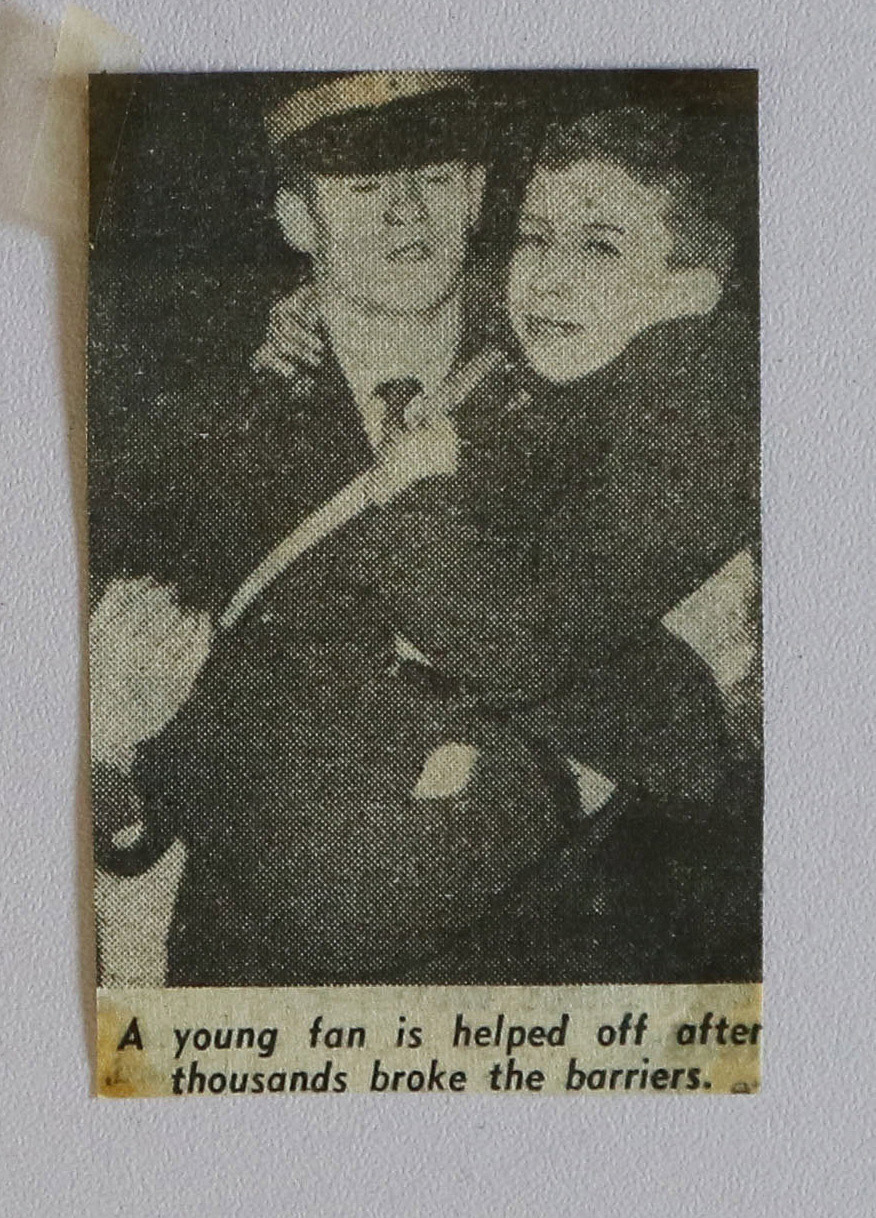 A young fan is helped off after
thousands broke the barriers.